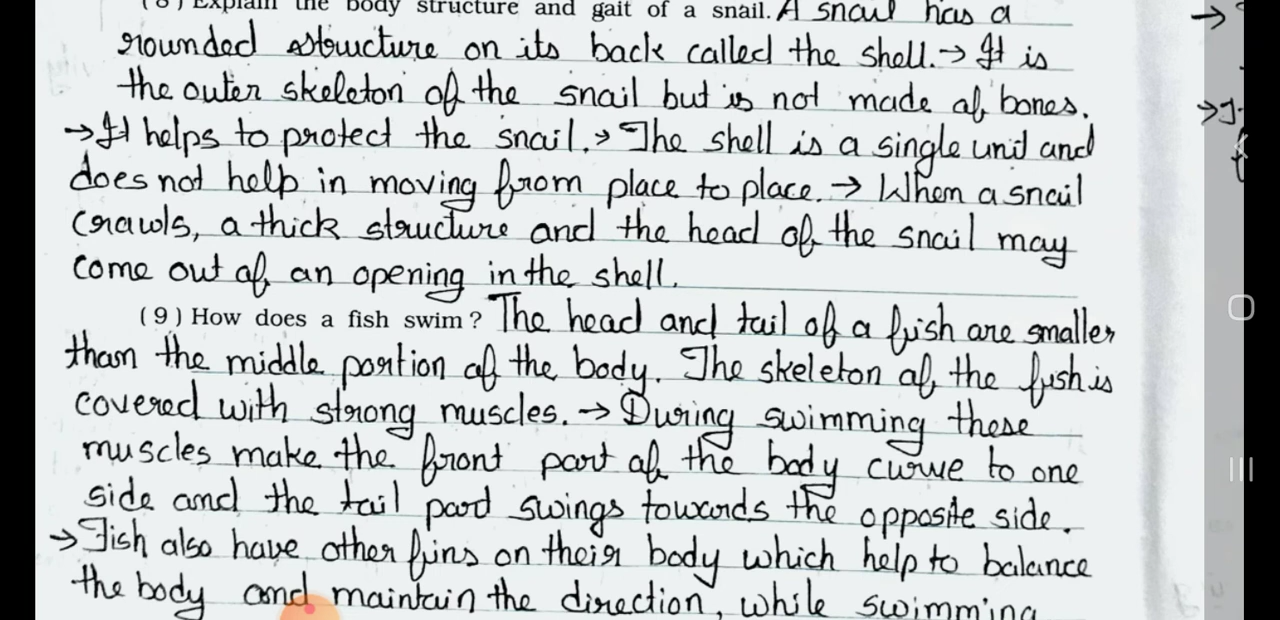 (8) Explain the body structure and gait of a snail. A snail has a
rounded structure on its back called the shell. → It is
the outer skeleton of the snail but is not made of bones.
→ It helps to protect the snail. → The shell is a single unit and
does not help in moving from place to place. → When a snail
crawls, a thick structure and the head of the snail may
come out of an opening in the shell.
(9) How does a fish swim? The head and tail of a fish are smaller
than the middle portion of the body. The skeleton of the fish is
covered with strong muscles. → During swimming these
muscles make the front part of the body curve to one
side and the tail part swings towards the opposite side.
→ Fish also have other fins on their body which help to balance
the body and maintain the direction, while swimming